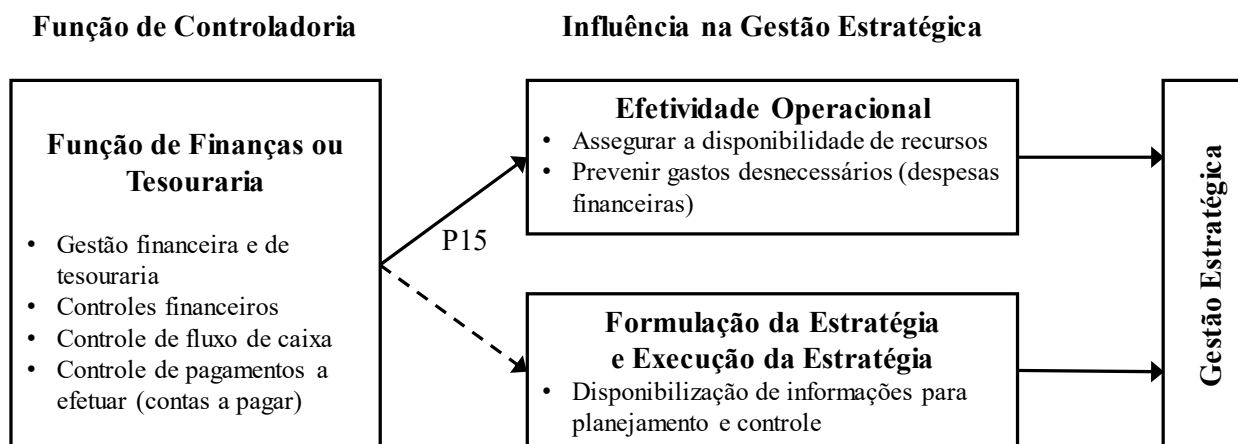 Função de Controladoria
Influência na Gestão Estratégica
Função de Finanças ou
Tesouraria
• Gestão financeira e de
tesouraria
• Controles financeiros
• Controle de fluxo de caixa
• Controle de pagamentos a
efetuar (contas a pagar)
P15
Efetividade Operacional
• Assegurar a disponibilidade de recursos
• Prevenir gastos desnecessários (despesas
financeiras)
Formulação da Estratégia
e Execução da Estratégia
• Disponibilização de informações para
planejamento e controle
Gestão Estratégica